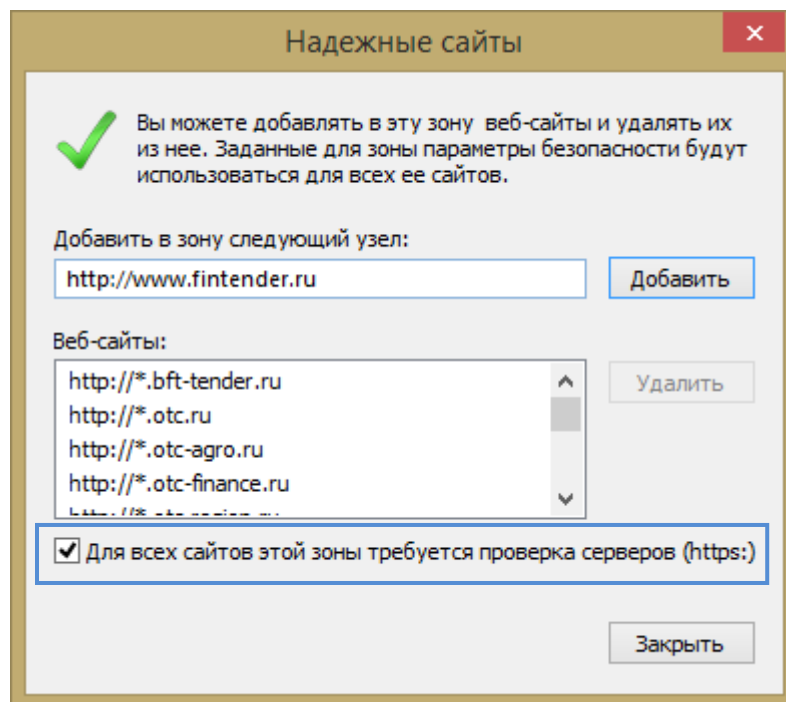 Надежные сайты
Вы можете добавлять в эту зону веб-сайты и удалять их
из нее. Заданные для зоны параметры безопасности будут
использоваться для всех ее сайтов.
Добавить в зону следующий узел:
http://www.fintender.ru
Добавить
Веб-сайты:
http://*.bft-tender.ru
Удалить
http://*.otc.ru
http://*.otc-agro.ru
http://*.otc-finance.ru
Для всех сайтов этой зоны требуется проверка серверов (https:)
Закрыть